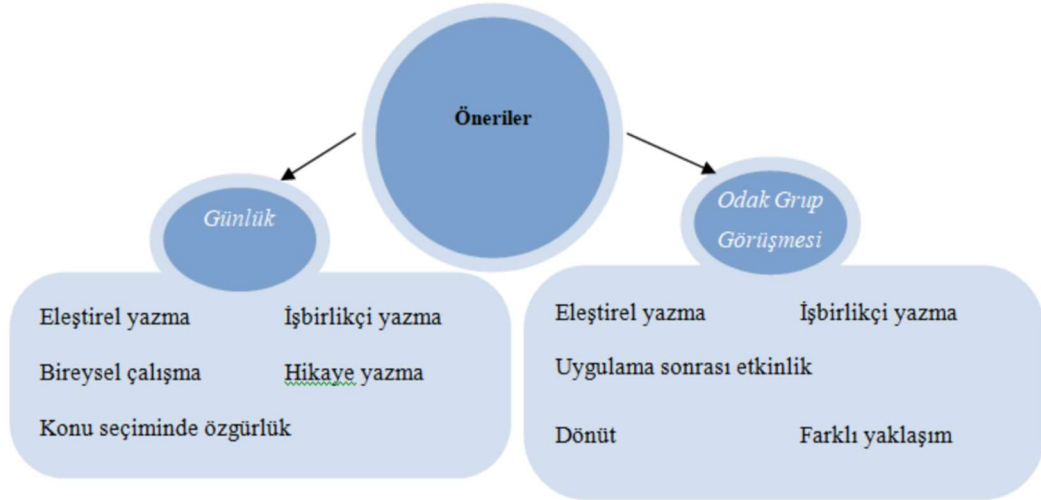 Öneriler
Günlük
Eleştirel yazma İşbirlikçi yazma
Bireysel çalışma Hikaye yazma
Konu seçiminde özgürlük
Odak Grup
Görüşmesi
Eleştirel yazma İşbirlikçi yazma
Uygulama sonrası etkinlik
Dönüt Farklı yaklaşım